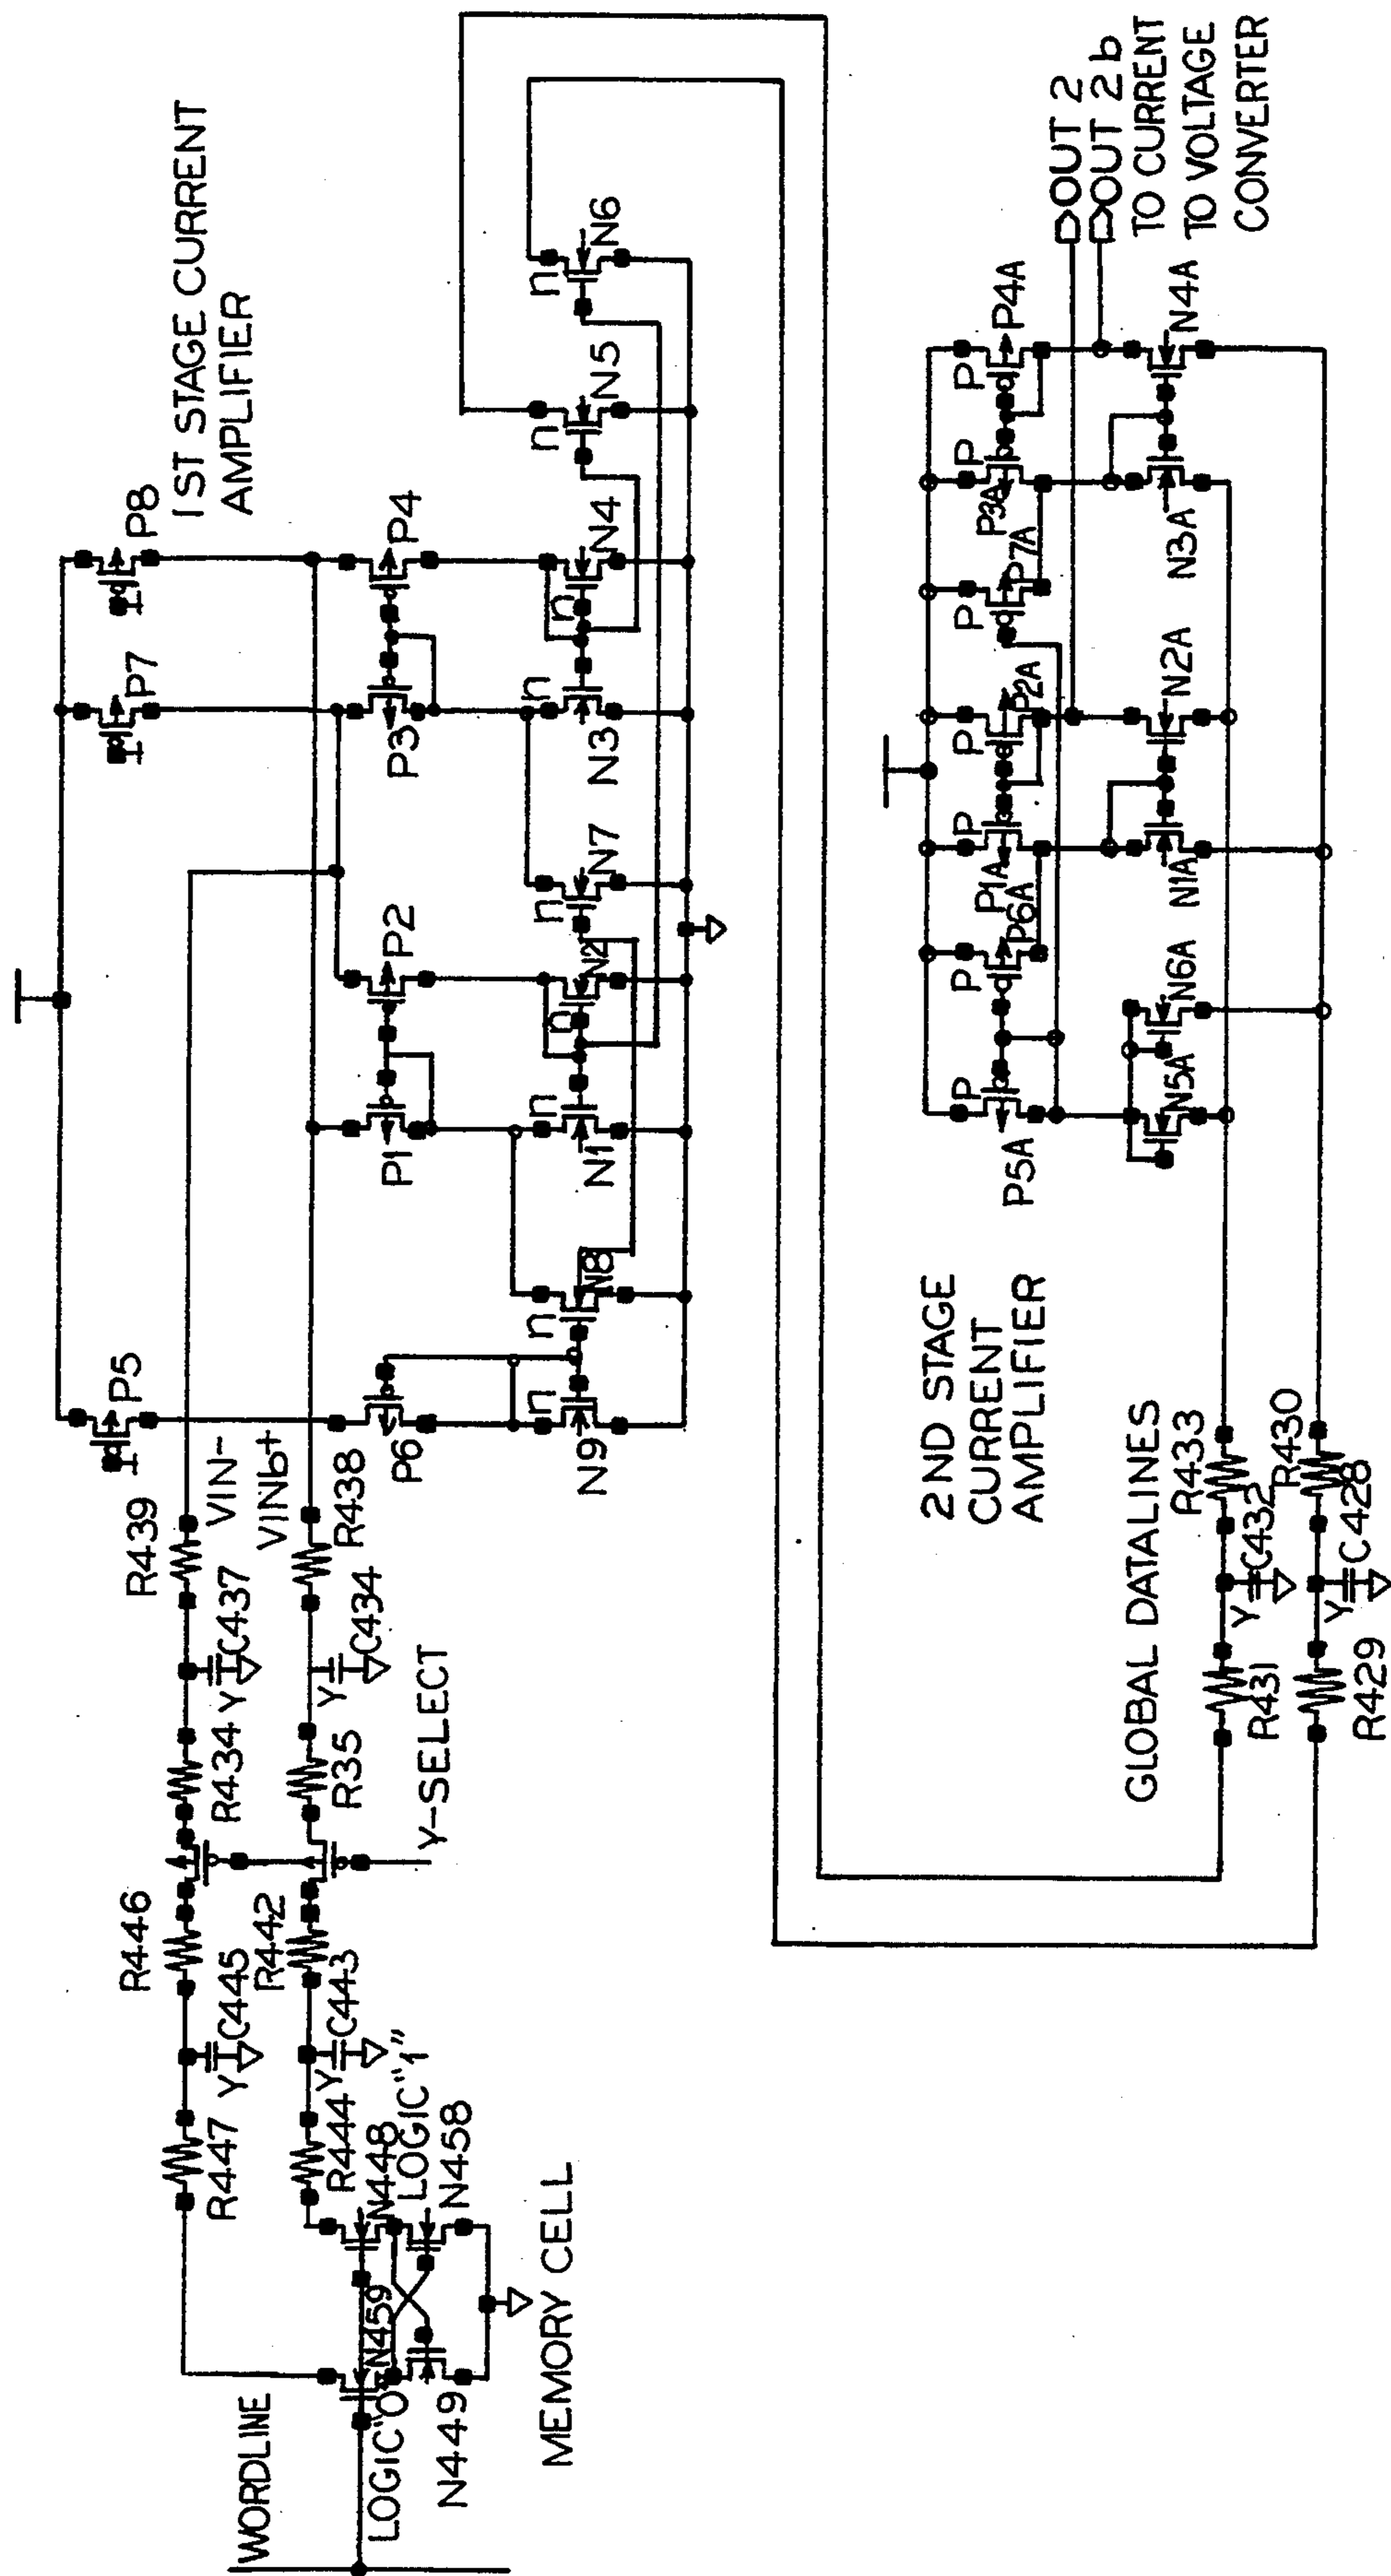 WORDLINE
LOGIC"0"
N459
N449
MEMORY CELL
N448
LOGIC"1"
N458
R447
R444
Y
C445
Y
C443
R446
R442
Y-SELECT
R434
R35
Y
C437
Y
C434
R439
VIN-
VINb+
R438
P5
P7
P8
1ST STAGE CURRENT
AMPLIFIER
P6
P1
P2
P3
P4
n
n
n
n
n
n
n
n
n
N9
N8
N1
N2
N7
N3
N4
N5
N6
2ND STAGE
CURRENT
AMPLIFIER
GLOBAL DATALINES
R431
R433
Y
C432
R429
R430
Y
C428
P
P
P
P
P
P
P
P5A
P6A
P1A
P2A
P7A
P3A
P4A
N5A
N6A
N1A
N2A
N3A
N4A
OUT 2
OUT 2b
TO CURRENT
TO VOLTAGE
CONVERTER